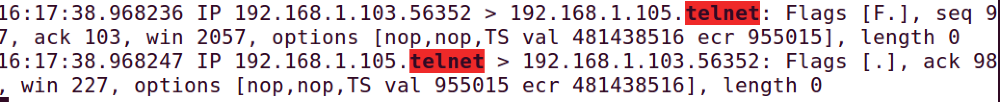 16:17:38.968236 IP 192.168.1.103.56352 > 192.168.1.105.telnet: Flags [F.], seq 9
7, ack 103, win 2057, options [nop,nop,TS val 481438516 ecr 955015], length 0
16:17:38.968247 IP 192.168.1.105.telnet > 192.168.1.103.56352: Flags [.], ack 98
, win 227, options [nop,nop,TS val 955015 ecr 481438516], length 0